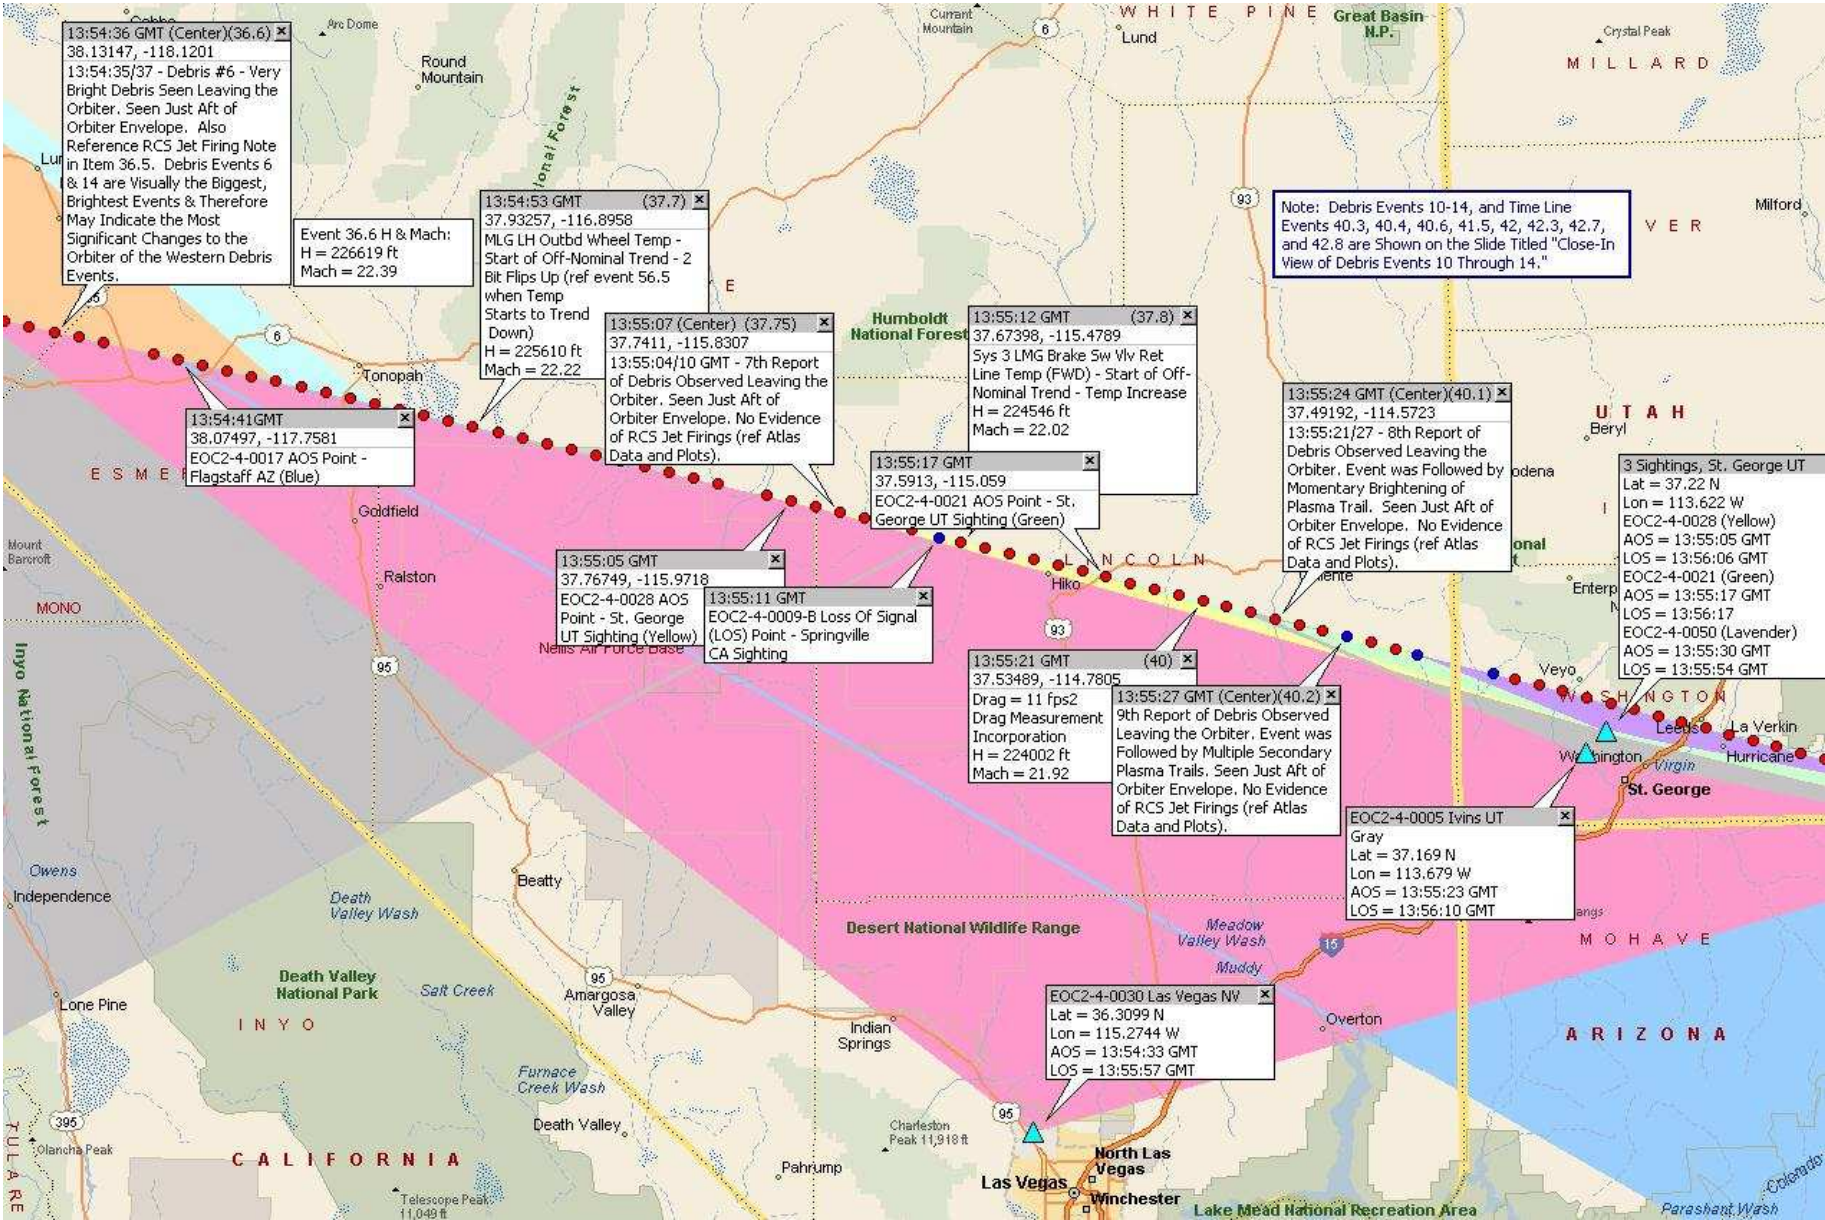 Arc Dome
Currant
Mountain
6
WHITE PINE
Lund
Great Basin
N.P.
Crystal Peak
MILLARD
Round
Mountain
13:54:36 GMT (Center)(36.6)
38.13147, -118.1201
13:54:35/37 - Debris #6 - Very
Bright Debris Seen Leaving the
Orbiter. Seen Just Aft of
Orbiter Envelope. Also
Reference RCS Jet Firing Note
in Item 36.5. Debris Events 6
& 14 are Visually the Biggest,
Brightest Events & Therefore
May Indicate the Most
Significant Changes to the
Orbiter of the Western Debris
Events.
Event 36.6 H & Mach:
H = 226619 ft
Mach = 22.39
13:54:53 GMT (37.7)
37.93257, -116.8958
MLG LH Outbd Wheel Temp -
Start of Off-Nominal Trend - 2
Bit Flips Up (ref event 56.5
when Temp
Starts to Trend
Down)
H = 225610 ft
Mach = 22.22
93
Note: Debris Events 10-14, and Time Line
Events 40.3, 40.4, 40.6, 41.5, 42, 42.3, 42.7,
and 42.8 are Shown on the Slide Titled "Close-In
View of Debris Events 10 Through 14."
Milford
VER
E
6
Tonopah
13:55:07 (Center) (37.75)
37.7411, -115.8307
13:55:04/10 GMT - 7th Report
of Debris Observed Leaving the
Orbiter. Seen Just Aft of
Orbiter Envelope. No Evidence
of RCS Jet Firings (ref Atlas
Data and Plots).
Humboldt
National Forest
13:55:12 GMT (37.8)
37.67398, -115.4789
Sys 3 LMG Brake Sw Vlv Ret
Line Temp (FWD) - Start of Off-
Nominal Trend - Temp Increase
H = 224546 ft
Mach = 22.02
13:55:24 GMT (Center)(40.1)
37.49192, -114.5723
13:55:21/27 - 8th Report of
Debris Observed Leaving the
Orbiter. Event was Followed by
Momentary Brightening of
Plasma Trail. Seen Just Aft of
Orbiter Envelope. No Evidence
of RCS Jet Firings (ref Atlas
Data and Plots).
UTAH
Beryl
13:54:41GMT
38.07497, -117.7581
EOC2-4-0017 AOS Point -
Flagstaff AZ (Blue)
ESMER
13:55:17 GMT
37.5913, -115.059
EOC2-4-0021 AOS Point - St.
George UT Sighting (Green)
3 Sightings, St. George UT
Lat = 37.22 N
Lon = 113.622 W
EOC2-4-0028 (Yellow)
AOS = 13:55:05 GMT
LOS = 13:56:06 GMT
EOC2-4-0021 (Green)
AOS = 13:55:17 GMT
LOS = 13:56:17
EOC2-4-0050 (Lavender)
AOS = 13:55:30 GMT
LOS = 13:55:54 GMT
Goldfield
Mount
Barcroft
Ralston
MONO
13:55:05 GMT
37.76749, -115.9718
EOC2-4-0028 AOS
Point - St. George
UT Sighting (Yellow)
13:55:11 GMT
EOC2-4-0009-B Loss Of Signal
(LOS) Point - Springville
CA Sighting
Nellis Air Force Base
LINCOLN
Hiko
93
95
Inyo National Forest
13:55:21 GMT (40)
37.53489, -114.7805
Drag = 11 fps2
Drag Measurement
Incorporation
H = 224002 ft
Mach = 21.92
13:55:27 GMT (Center)(40.2)
9th Report of Debris Observed
Leaving the Orbiter. Event was
Followed by Multiple Secondary
Plasma Trails. Seen Just Aft of
Orbiter Envelope. No Evidence
of RCS Jet Firings (ref Atlas
Data and Plots).
Veyo
WASHINGTON
Leeds
La Verkin
Hurricane
Washington
Virgin
St. George
EOC2-4-0005 Ivins UT
Gray
Lat = 37.169 N
Lon = 113.679 W
AOS = 13:55:23 GMT
LOS = 13:56:10 GMT
Owens
Independence
Beatty
Death
Valley Wash
Desert National Wildlife Range
Meadow
Valley Wash
Muddy
15
MOHAVE
Death Valley
National Park
Salt Creek
95
Amargosa
Valley
Lone Pine
INYO
Indian
Springs
EOC2-4-0030 Las Vegas NV
Lat = 36.3099 N
Lon = 115.2744 W
AOS = 13:54:33 GMT
LOS = 13:55:57 GMT
Overton
ARIZONA
Furnace
Creek Wash
395
Death Valley
95
Charleston
Peak 11,918 ft
Olancha Peak
TULARE
CALIFORNIA
Pahrump
North Las
Vegas
Las Vegas
Winchester
Telescope Peak
11,049 ft
Lake Mead National Recreation Area
Colorado
Parashant Wash